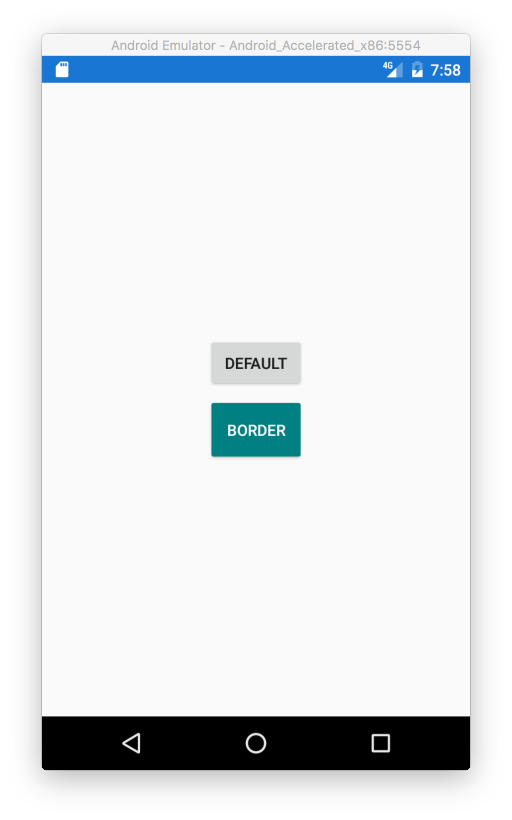 Android Emulator - Android_Accelerated_x86:5554
4G 7:58
DEFAULT
BORDER